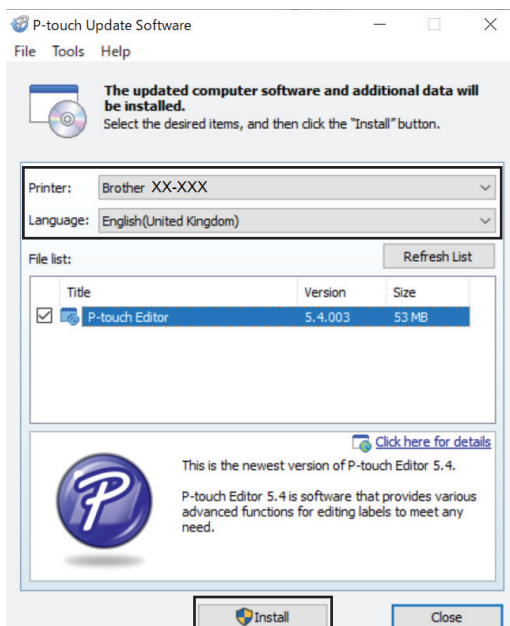 P-touch Update Software
File Tools Help
The updated computer software and additional data will
be installed.
Select the desired items, and then click the "Install" button.
Printer: Brother XX-XXX
Language: English(United Kingdom)
File list: Refresh List
Title Version Size
P-touch Editor 5.4.003 53 MB
Click here for details
This is the newest version of P-touch Editor 5.4.
P-touch Editor 5.4 is software that provides various
advanced functions for editing labels to meet any
need.
P
Install Close